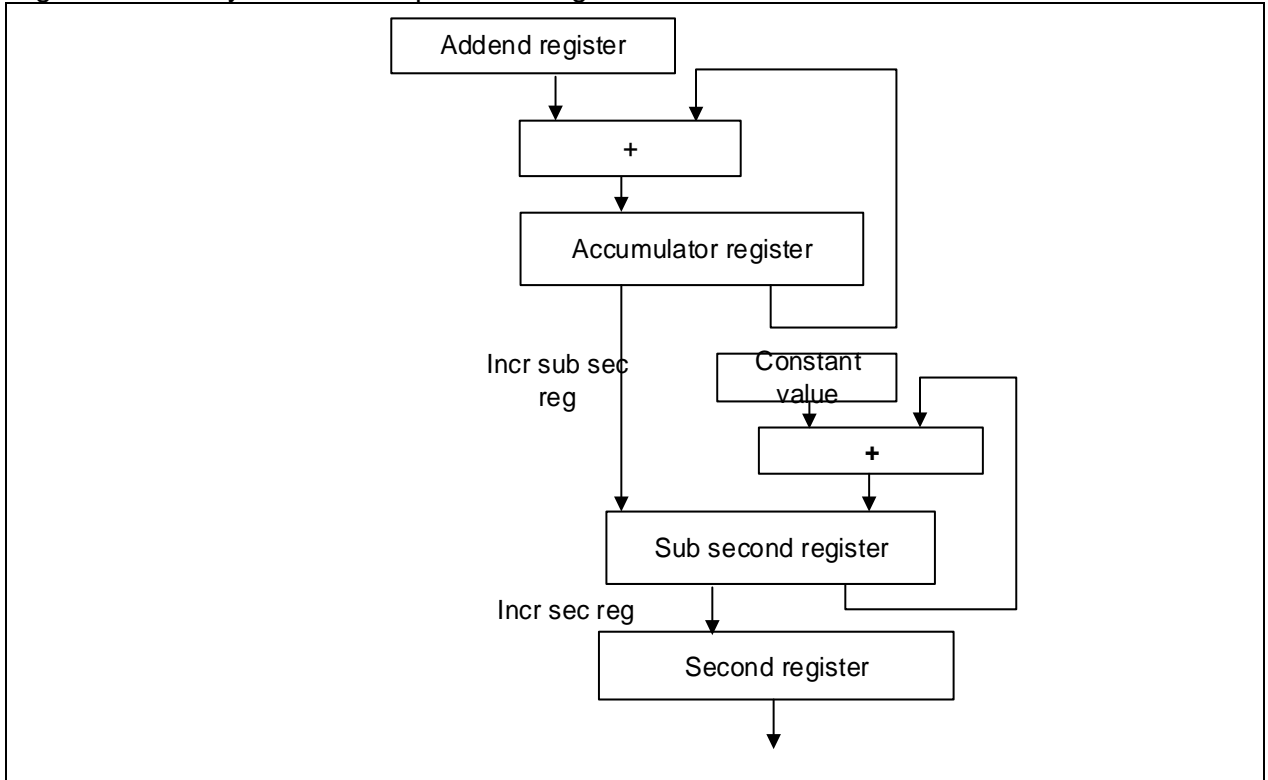 Addend register
+
Accumulator register
Incr sub sec
reg
Constant
value
+
Sub second register
Incr sec reg
Second register